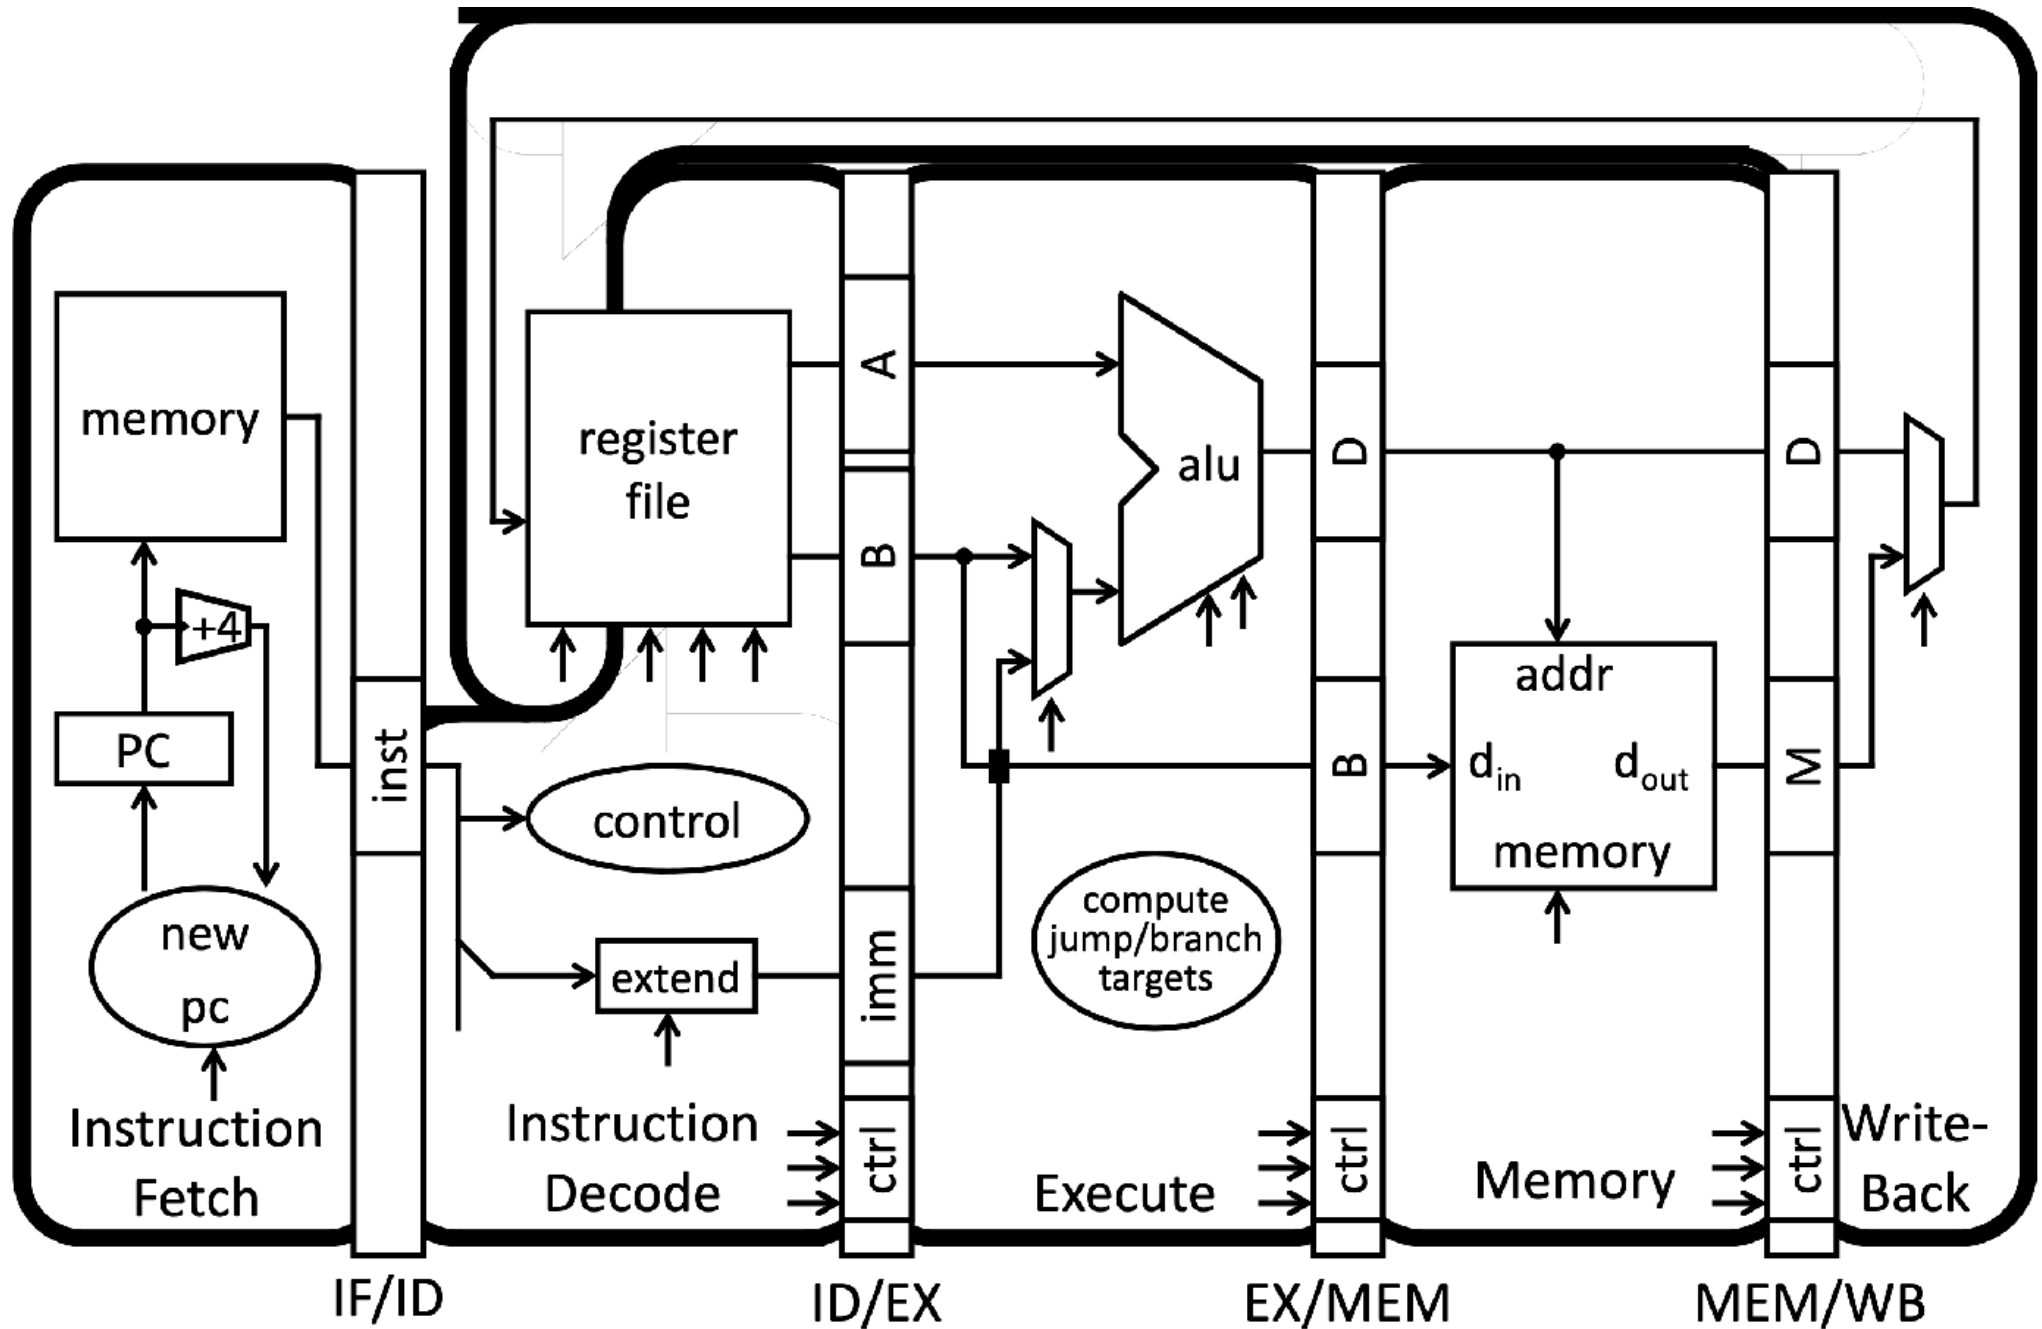 memory
+4
PC
new
pc
Instruction
Fetch
inst
IF/ID
register
file
control
extend
Instruction
Decode
A
B
imm
ctrl
ID/EX
alu
compute
jump/branch
targets
Execute
D
B
ctrl
EX/MEM
addr
din
dout
memory
Memory
D
M
ctrl
MEM/WB
Write-
Back